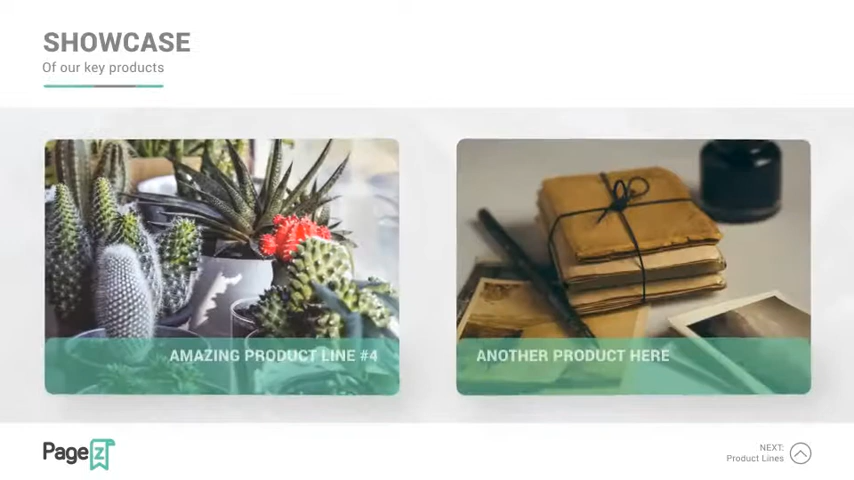 SHOWCASE
Of our key products
AMAZING PRODUCT LINE #4
ANOTHER PRODUCT HERE
Pagez
NEXT:
Product Lines